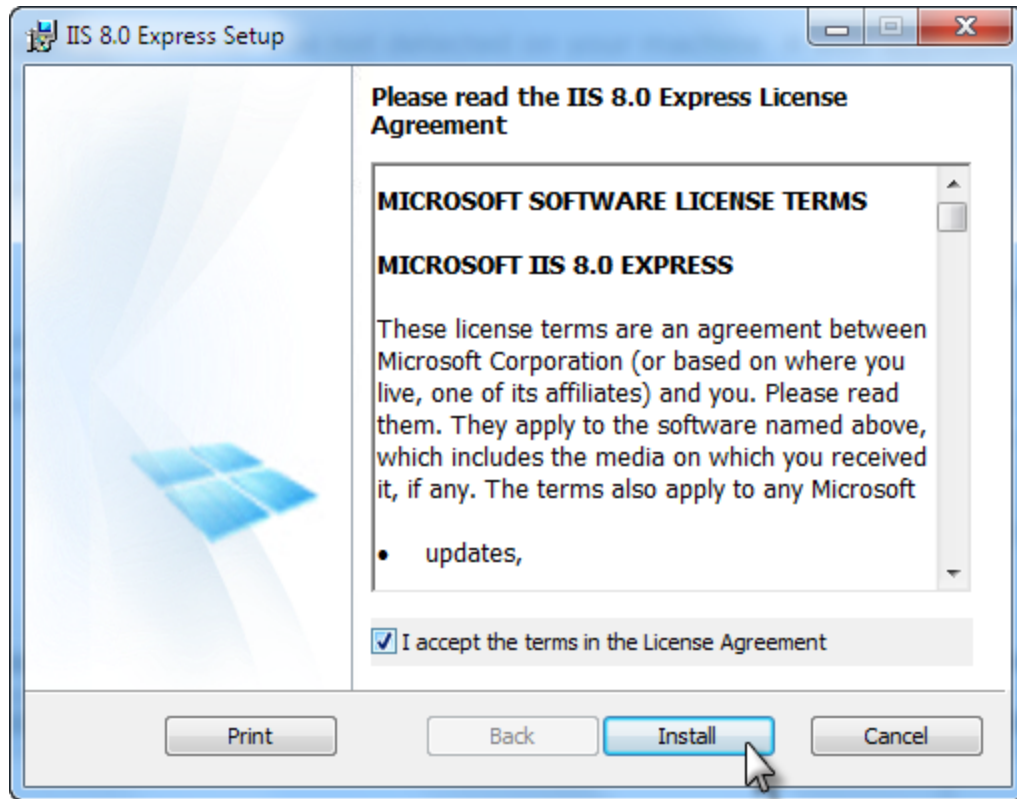 IIS 8.0 Express Setup
Please read the IIS 8.0 Express License
Agreement
MICROSOFT SOFTWARE LICENSE TERMS
MICROSOFT IIS 8.0 EXPRESS
These license terms are an agreement between
Microsoft Corporation (or based on where you
live, one of its affiliates) and you. Please read
them. They apply to the software named above,
which includes the media on which you received
it, if any. The terms also apply to any Microsoft
• updates,
I accept the terms in the License Agreement
Print Back Install Cancel